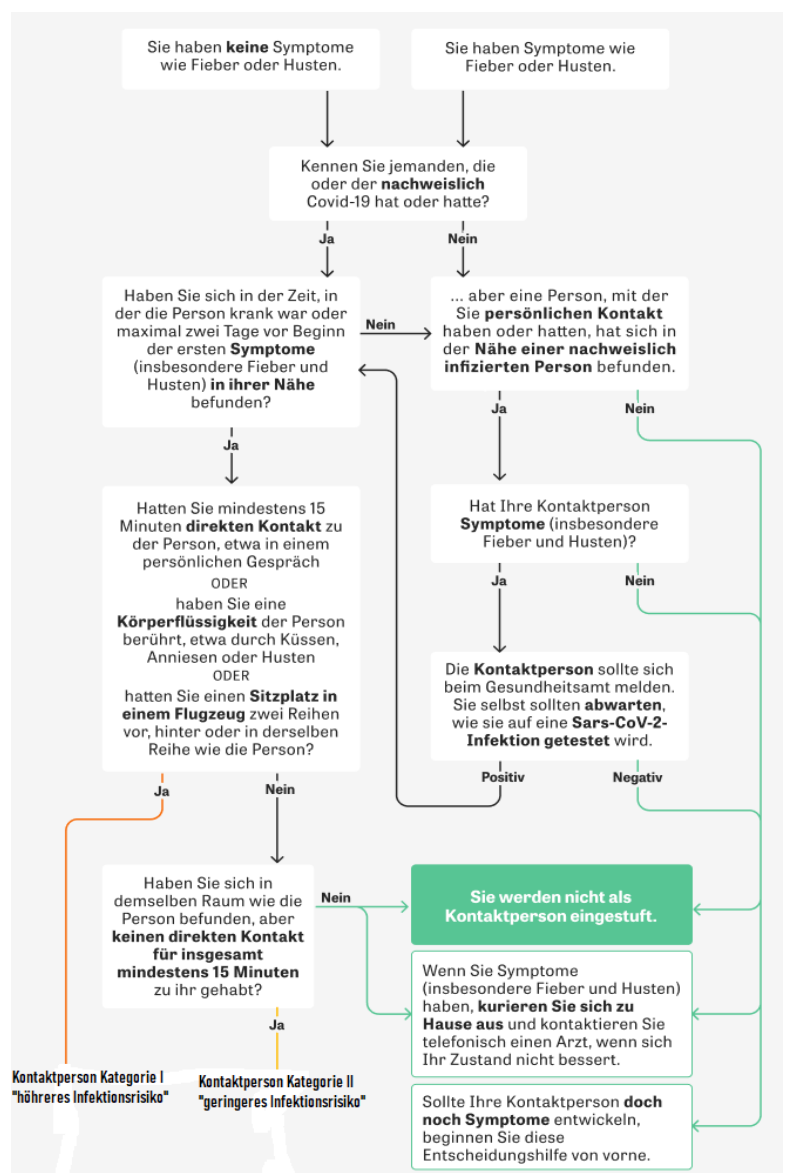 Sie haben keine Symptome
wie Fieber oder Husten.
Sie haben Symptome wie
Fieber oder Husten.
Kennen Sie jemanden, die
oder der nachweislich
Covid-19 hat oder hatte?
Ja
Nein
Haben Sie sich in der Zeit, in
der die Person krank war oder
maximal zwei Tage vor Beginn
der ersten Symptome
(insbesondere Fieber und
Husten) in ihrer Nähe
befunden?
Nein
... aber eine Person, mit der
Sie persönlichen Kontakt
haben oder hatten, hat sich in
der Nähe einer nachweislich
infizierten Person befunden.
Ja
Ja
Nein
Hatten Sie mindestens 15
Minuten direkten Kontakt zu
der Person, etwa in einem
persönlichen Gespräch
ODER
haben Sie eine
Körperflüssigkeit der Person
berührt, etwa durch Küssen,
Anniesen oder Husten
ODER
hatten Sie einen Sitzplatz in
einem Flugzeug zwei Reihen
vor, hinter oder in derselben
Reihe wie die Person?
Hat Ihre Kontaktperson
Symptome (insbesondere
Fieber und Husten)?
Ja
Nein
Die Kontaktperson sollte sich
beim Gesundheitsamt melden.
Sie selbst sollten abwarten,
wie sie auf eine Sars-CoV-2-
Infektion getestet wird.
Positiv
Negativ
Ja
Nein
Haben Sie sich in
demselben Raum wie die
Person befunden, aber
keinen direkten Kontakt
für insgesamt
mindestens 15 Minuten
zu ihr gehabt?
Nein
Ja
Sie werden nicht als
Kontaktperson eingestuft.
Wenn Sie Symptome
(insbesondere Fieber und Husten)
haben, kurieren Sie sich zu
Hause aus und kontaktieren Sie
telefonisch einen Arzt, wenn sich
Ihr Zustand nicht bessert.
Kontaktperson Kategorie I
"höhreres Infektionsrisiko"
Kontaktperson Kategorie II
"geringeres Infektionsrisiko"
Sollte Ihre Kontaktperson doch
noch Symptome entwickeln,
beginnen Sie diese
Entscheidungshilfe von vorne.